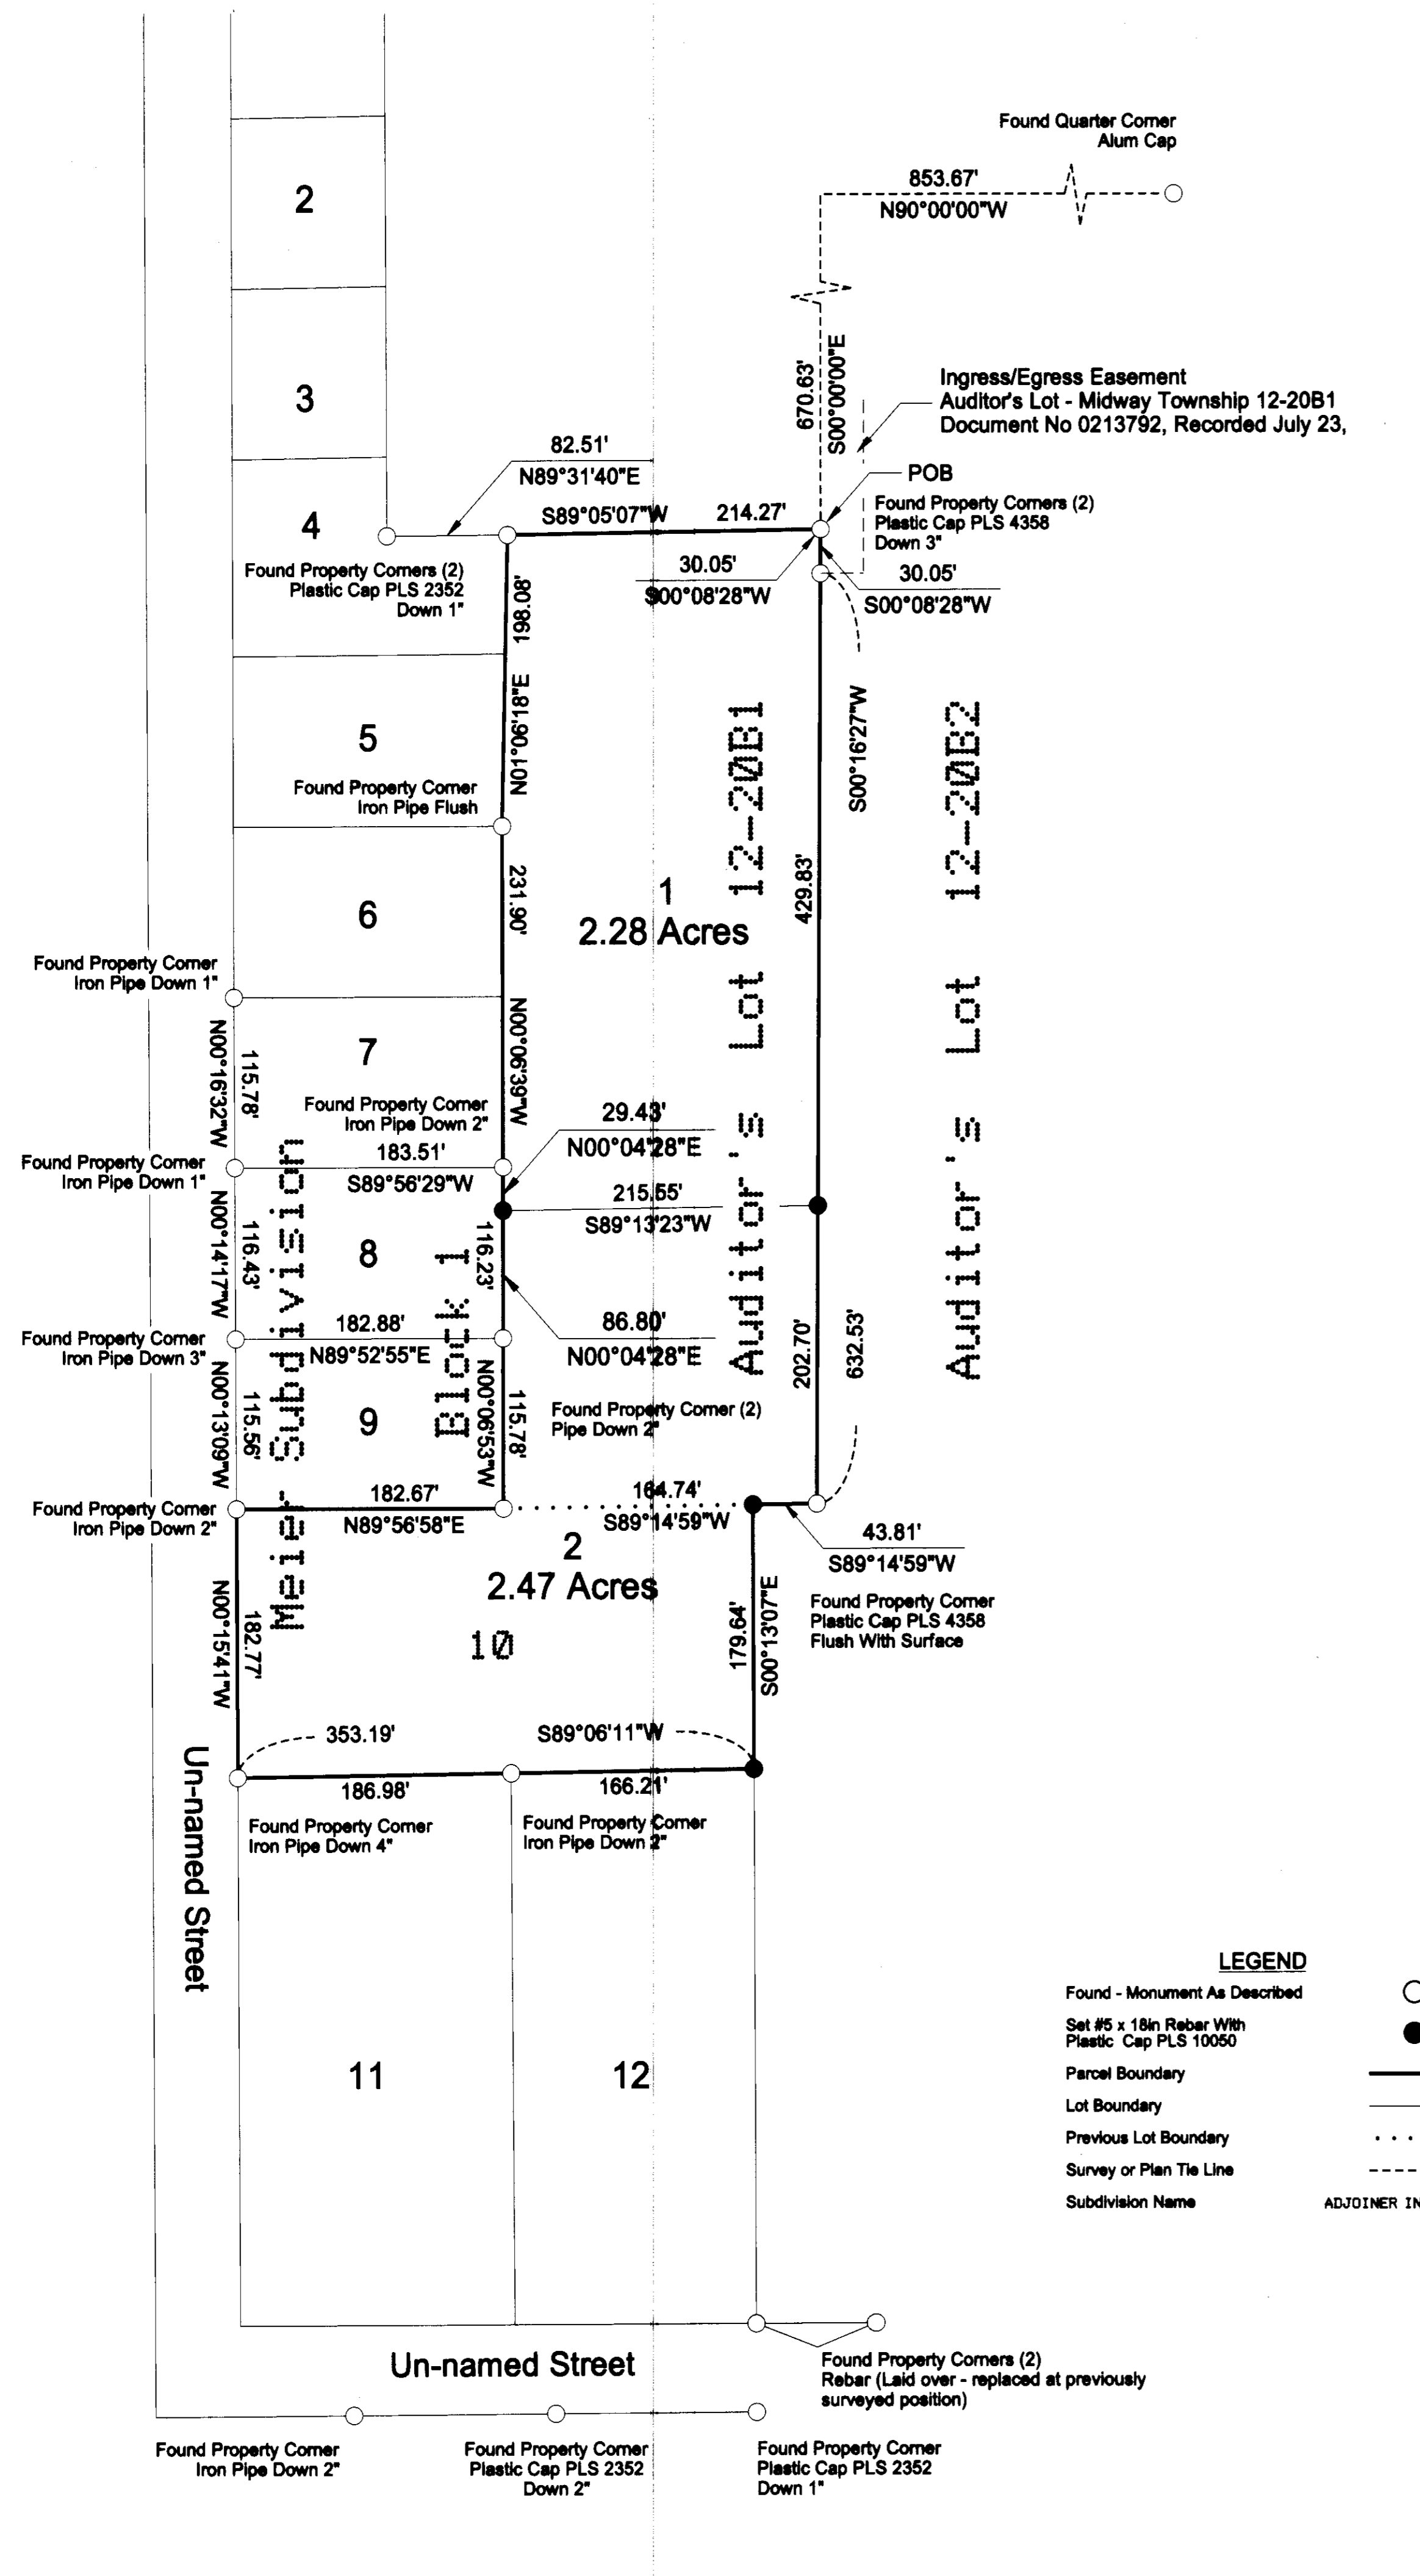 Found Quarter Corner
Alum Cap
853.67'
N90°00'00"W
2
670.63'
S00°00'00"E
Ingress/Egress Easement
Auditor's Lot - Midway Township 12-20B1
Document No 0213792, Recorded July 23,
3
82.51'
N89°31'40"E
POB
S89°05'07"W
214.27'
Found Property Corners (2)
Plastic Cap PLS 4358
Down 3"
4
Found Property Corners (2)
Plastic Cap PLS 2352
Down 1"
30.05'
S00°08'28"W
30.05'
S00°08'28"W
198.08'
N01°06'18"E
S00°16'27"W
5
Found Property Corner
Iron Pipe Flush
231.90'
N00°06'39"W
429.83'
1
2.28 Acres
Auditor's Lot 12-20B1
Auditor's Lot 12-20B2
6
Found Property Corner
Iron Pipe Down 1"
N00°16'32"W
115.78'
7
Found Property Corner
Iron Pipe Down 2"
29.43'
N00°04'28"E
Found Property Corner
Iron Pipe Down 1"
183.51'
S89°56'29"W
215.55'
S89°13'23"W
N00°14'17"W
116.43'
8
116.23'
Meier Subdivision
Block 1
86.80'
N00°04'28"E
202.70'
632.53'
Found Property Corner
Iron Pipe Down 3"
182.88'
N89°52'55"E
N00°13'09"W
115.56'
9
N00°06'53"W
115.78'
Found Property Corner (2)
Pipe Down 2"
Found Property Corner
Iron Pipe Down 2"
182.67'
N89°56'58"E
164.74'
S89°14'59"W
43.81'
S89°14'59"W
2
2.47 Acres
10
Found Property Corner
Plastic Cap PLS 4358
Flush With Surface
N00°15'41"W
182.77'
179.64'
S00°13'07"E
353.19'
S89°06'11"W
186.98'
166.21'
Found Property Corner
Iron Pipe Down 4"
Found Property Corner
Iron Pipe Down 2"
Un-named Street
11
12
LEGEND
Found - Monument As Described
Set #5 x 18in Rebar With
Plastic Cap PLS 10050
Parcel Boundary
Lot Boundary
Previous Lot Boundary
Survey or Plan Tie Line
Subdivision Name
ADJOINER IN
Un-named Street
Found Property Corners (2)
Rebar (Laid over - replaced at previously
surveyed position)
Found Property Corner
Iron Pipe Down 2"
Found Property Corner
Plastic Cap PLS 2352
Down 2"
Found Property Corner
Plastic Cap PLS 2352
Down 1"